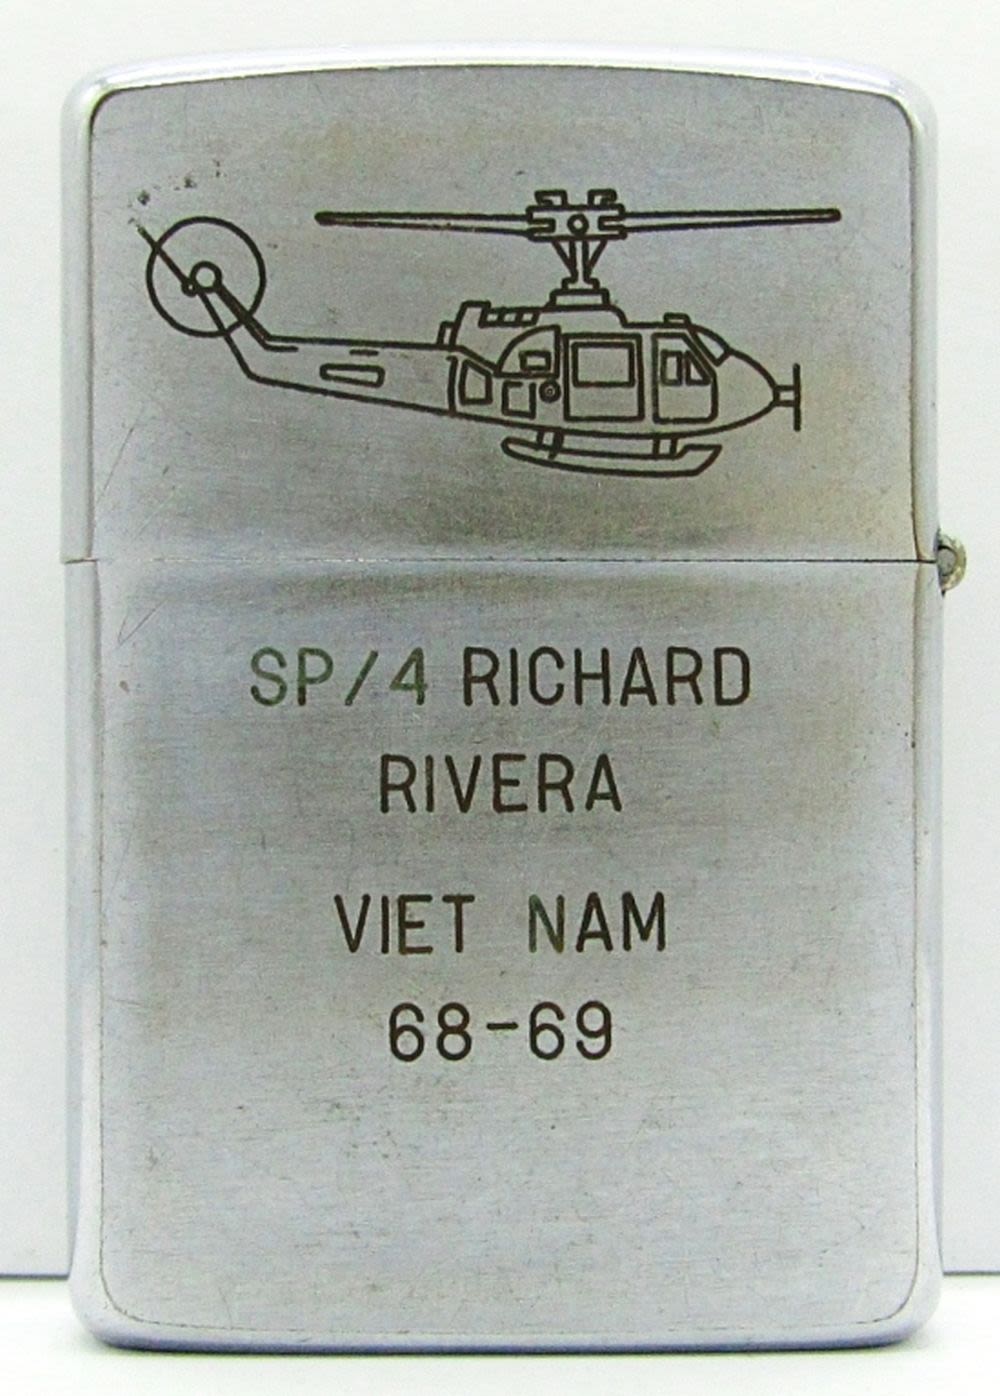 SP/4 RICHARD
RIVERA
VIET NAM
68-69